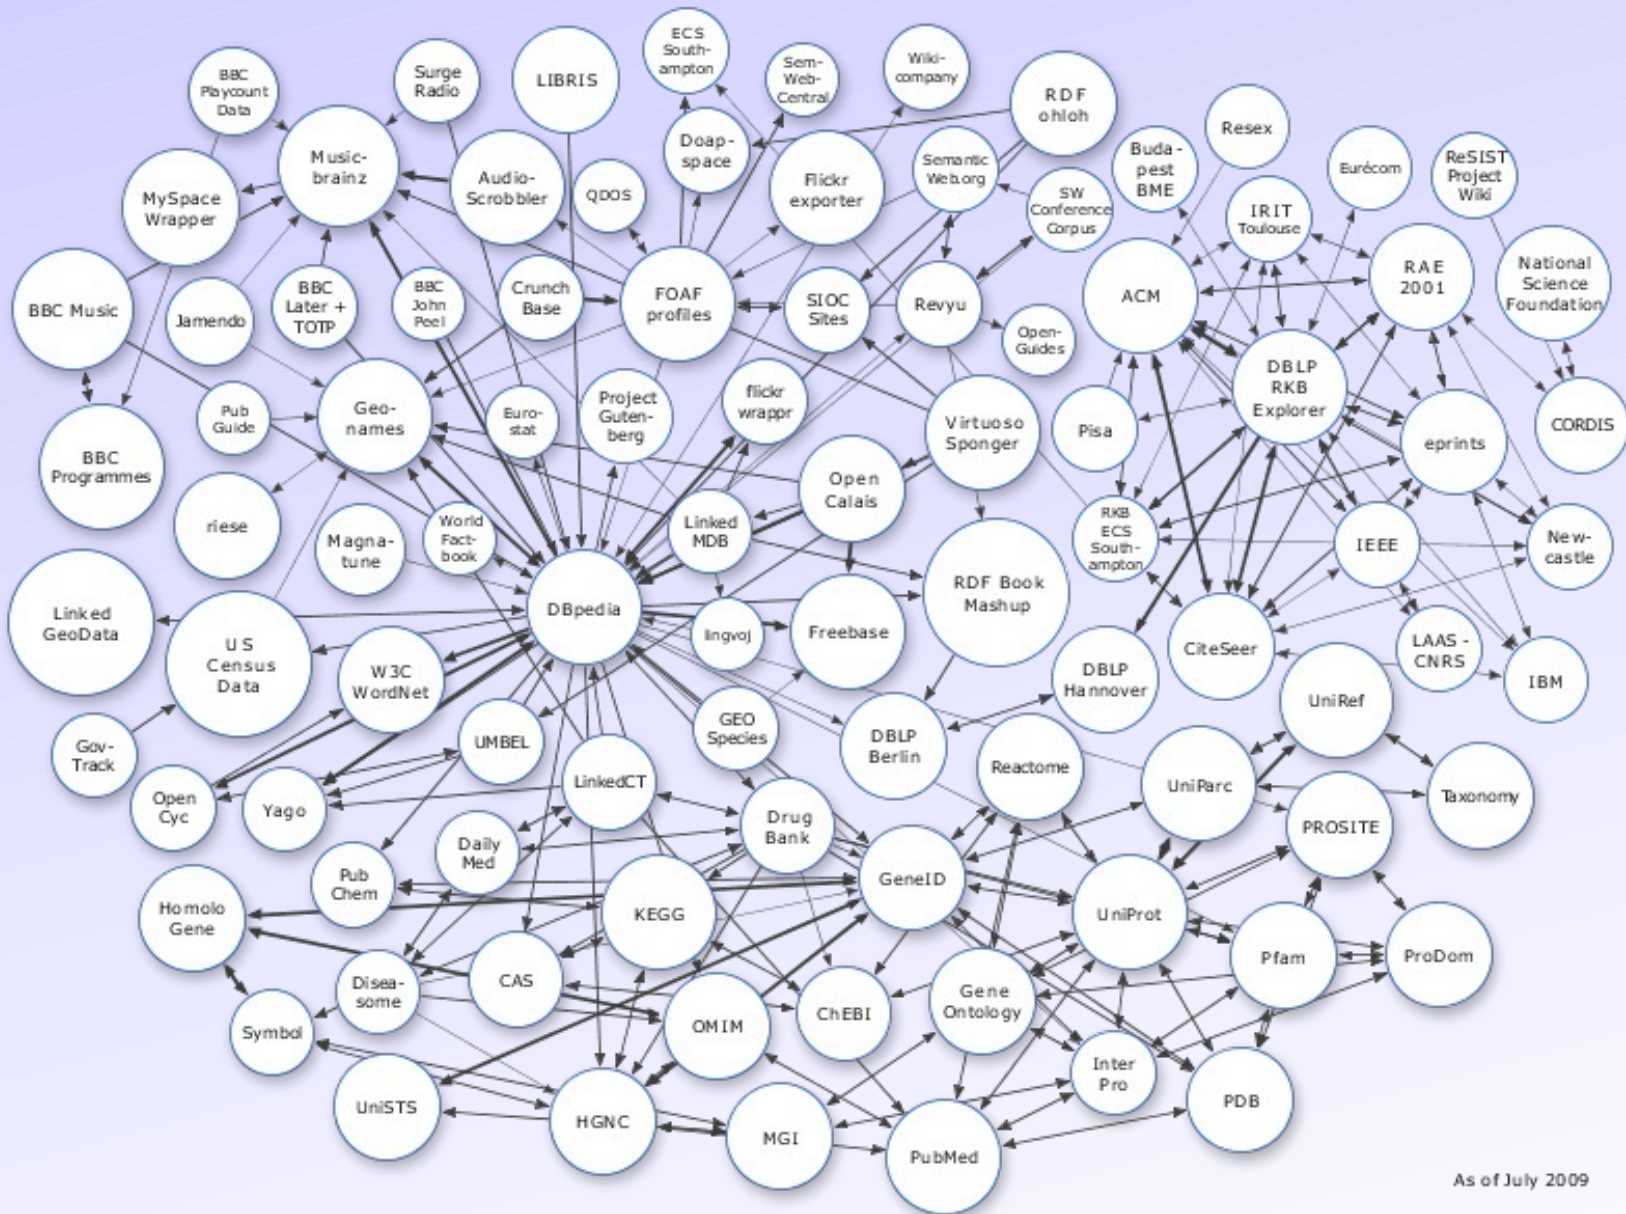 ECS
South-
ampton
Sem-
Web-
Central
Wiki-
company
BBC
Playcount
Data
Surge
Radio
LIBRIS
Doap-
space
RDF
ohloh
Resex
Music-
brainz
Audio-
Scrobbler
QDOS
Flickr
exporter
Semantic
Web.org
SW
Conference
Corpus
Buda-
pest
BME
Eurécom
ReSIST
Project
Wiki
MySpace
Wrapper
IRIT
Toulouse
BBC Music
Jamendo
BBC
Later +
TOTP
BBC
John
Peel
Crunch
Base
FOAF
profiles
SIOC
Sites
Revyu
Open-
Guides
ACM
RAE
2001
National
Science
Foundation
Pub
Guide
Geo-
names
Euro-
stat
Project
Guten-
berg
flickr
wrappr
Virtuoso
Sponger
Pisa
DBLP
RKB
Explorer
eprints
CORDIS
BBC
Programmes
riese
Magna-
tune
World
Fact-
book
Linked
MDB
Open
Calais
RKB
ECS
South-
ampton
IEEE
New-
castle
Linked
GeoData
US
Census
Data
W3C
WordNet
DBpedia
lingvoj
Freebase
RDF Book
Mashup
DBLP
Hannover
CiteSeer
LAAS -
CNRS
IBM
Gov-
Track
Open
Cyc
Yago
UMBEL
LinkedCT
GEO
Species
DBLP
Berlin
Reactome
UniParc
UniRef
Taxonomy
Pub
Chem
Daily
Med
Drug
Bank
GeneID
UniProt
PROSITE
Homolo
Gene
KEGG
Disea-
some
CAS
OMIM
ChEBI
Gene
Ontology
Pfam
ProDom
Symbol
UniSTS
HGNC
MGI
PubMed
Inter
Pro
PDB
As of July 2009